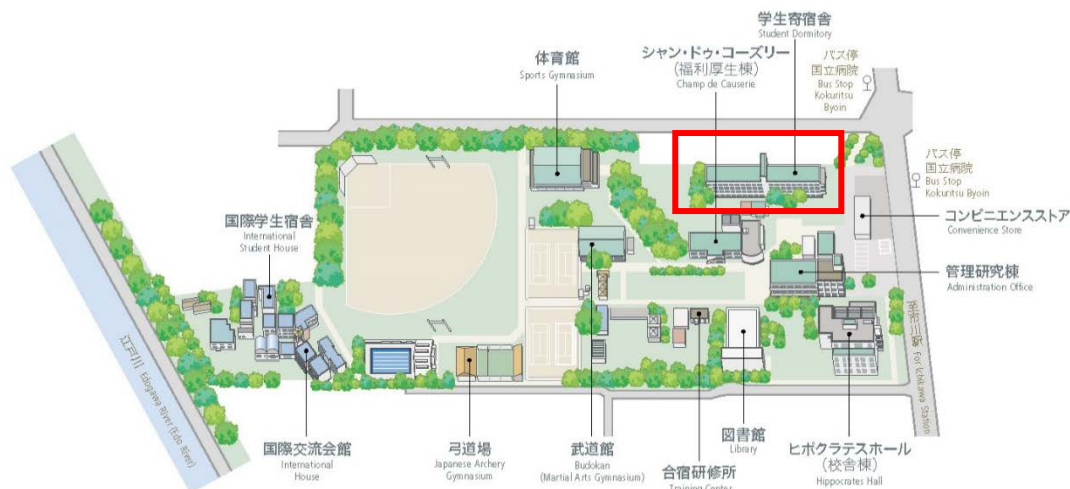 学生寄宿舎
Student Dormitory
シャン・ドゥ・コーズリー
(福利厚生棟)
Champ de Causerie
体育館
Sports Gymnasium
バス停
国立病院
Bus Stop
Kokuritsu
Byoin
バス停
国立病院
Bus Stop
Kokuritsu Byoin
コンビニエンスストア
Convenience Store
国際学生宿舎
International
Student House
管理研究棟
Administration Office
江戸川 Edogawa River (Edo River)
至市川駅 For Ichikawa Station
国際交流会館
International
House
弓道場
Japanese Archery
Gymnasium
武道館
Budokan
(Martial Arts Gymnasium)
合宿研修所
Training Center
図書館
Library
ヒポクラテスホール
(校舎棟)
Hippocrates Hall